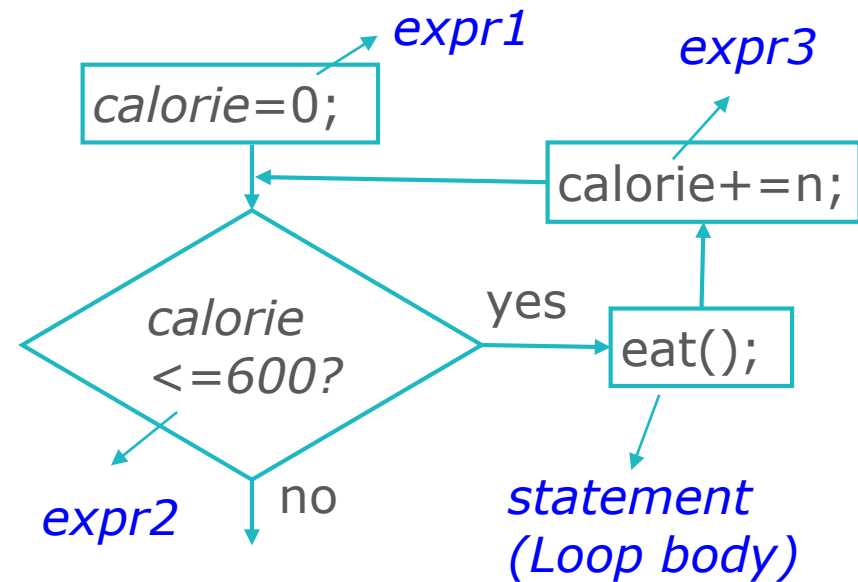 expr1
calorie=0;
expr3
calorie+=n;
calorie
<=600?
yes
eat();
expr2
no
statement
(Loop body)